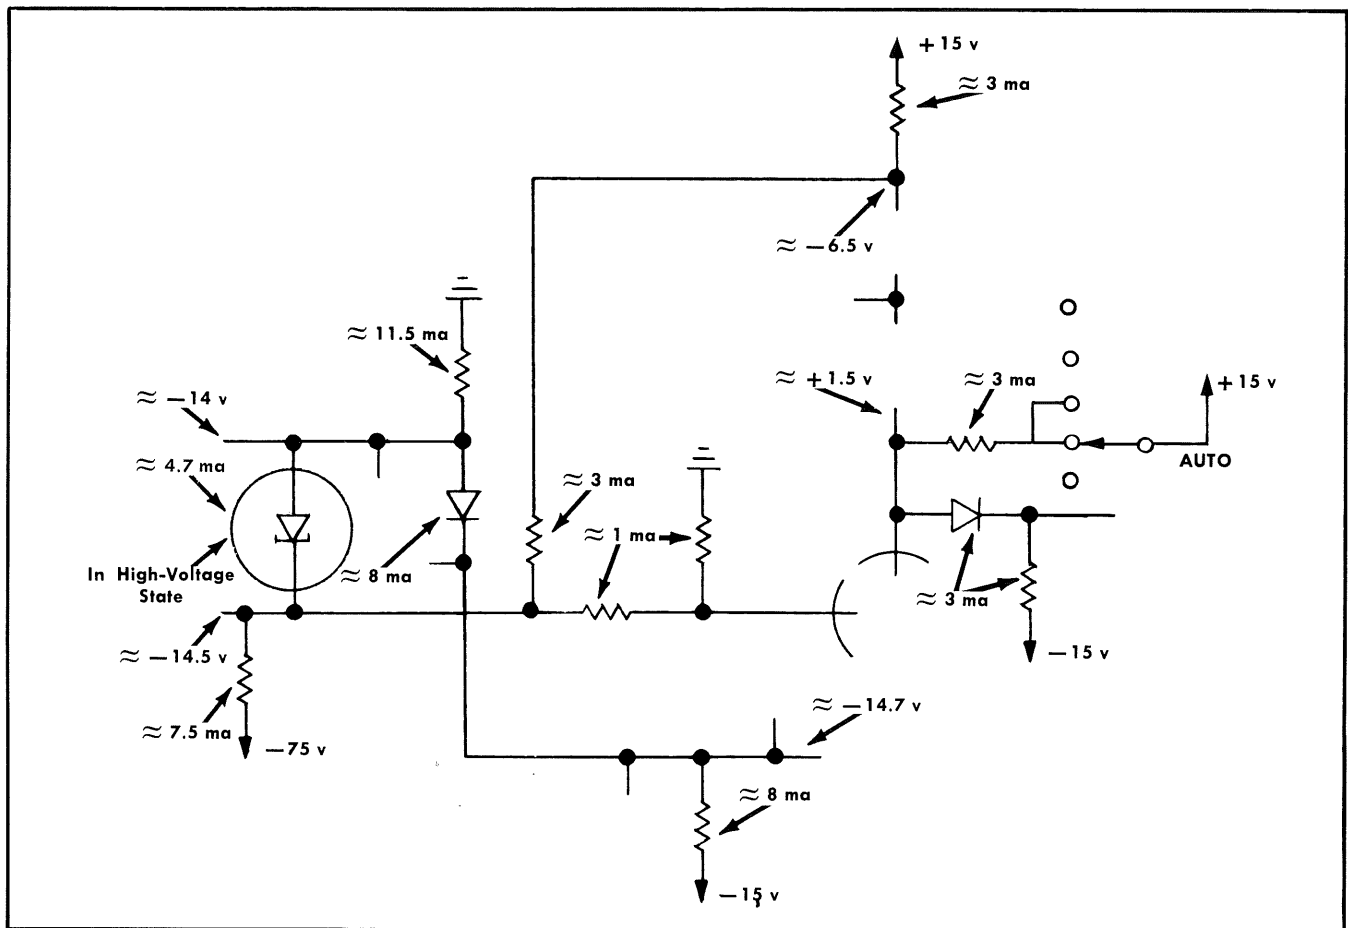 +15 v
≈ 3 ma
≈ −6.5 v
≈ 11.5 ma
≈ +1.5 v
≈ 3 ma
+15 v
≈ −14 v
AUTO
≈ 4.7 ma
≈ 3 ma
≈ 1 ma
In High-Voltage
State
≈ 8 ma
≈ 3 ma
≈ −14.5 v
−15 v
≈ −14.7 v
≈ 7.5 ma
−75 v
≈ 8 ma
−15 v